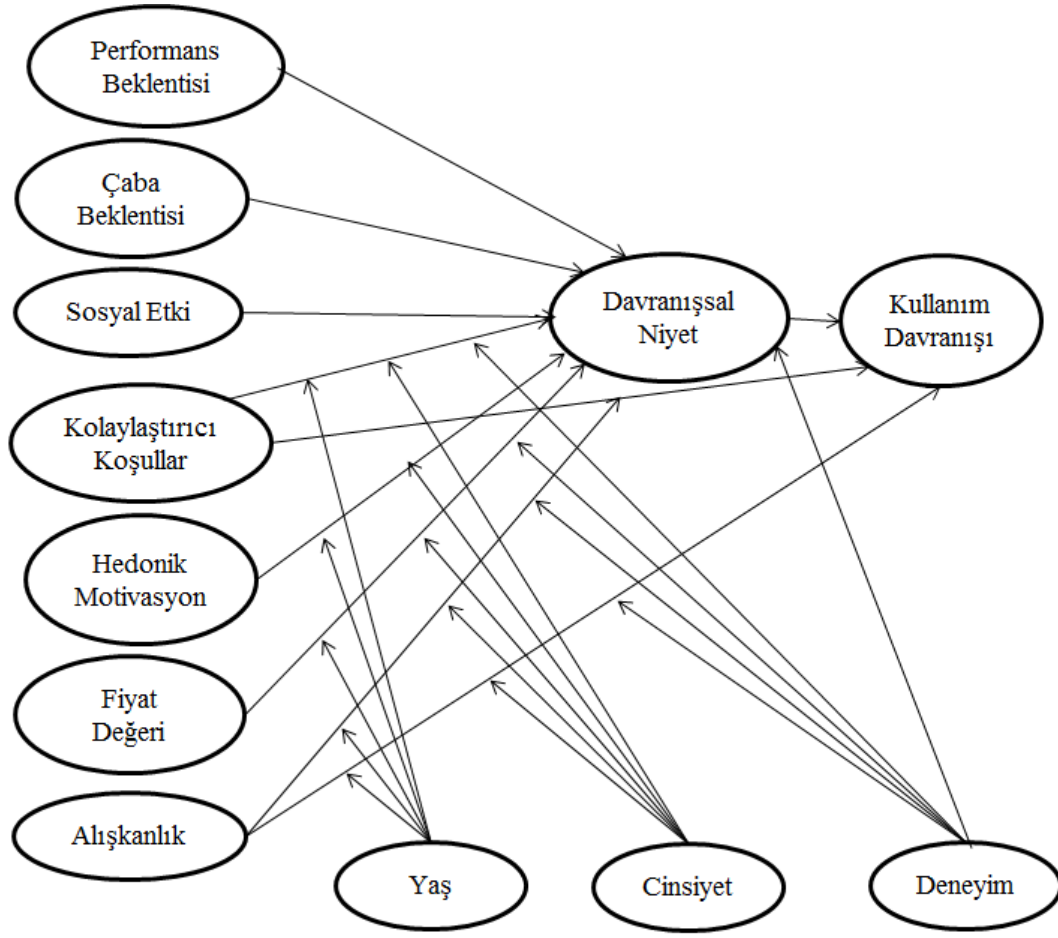 Performans
Beklentisi
Çaba
Beklentisi
Sosyal Etki
Davranışsal
Niyet
Kullanım
Davranışı
Kolaylaştırıcı
Koşullar
Hedonik
Motivasyon
Fiyat
Değeri
Alışkanlık
Yaş
Cinsiyet
Deneyim